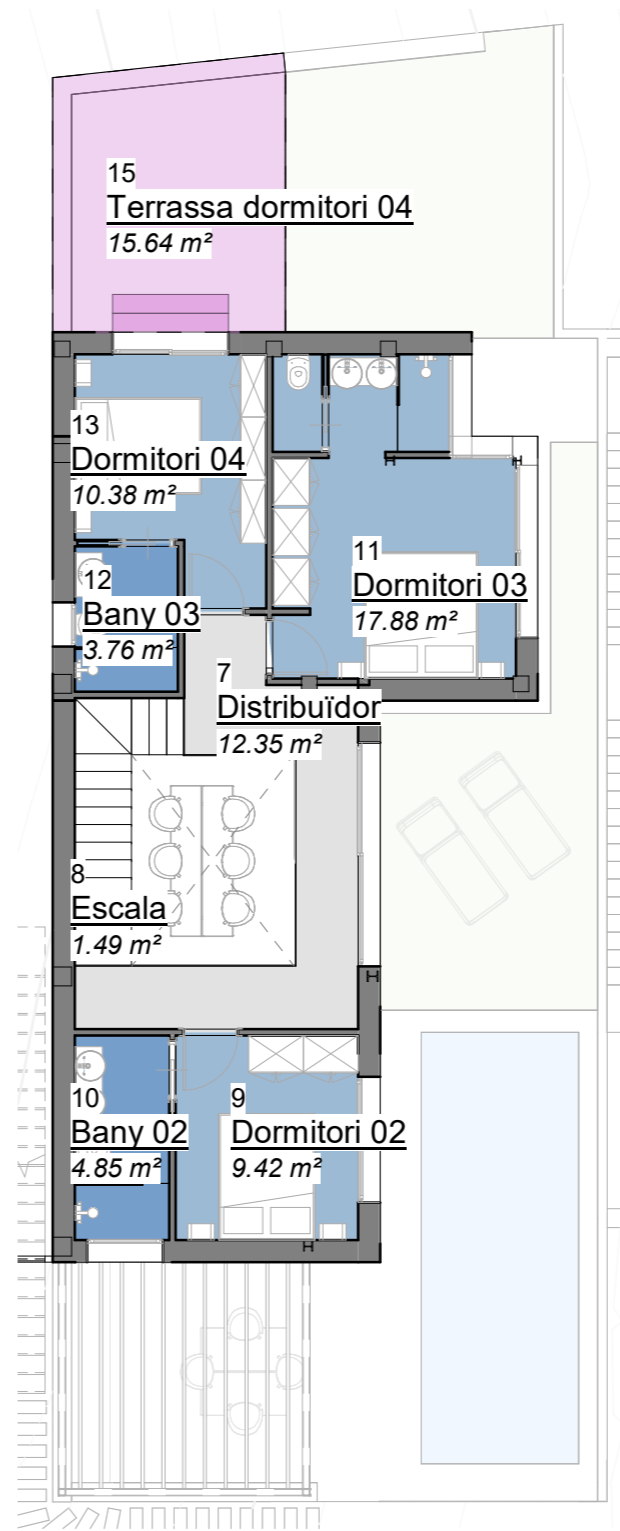 15
Terrassa dormitori 04
15.64 m²
13
Dormitori 04
10.38 m²
11
Dormitori 03
17.88 m²
12
Bany 03
3.76 m²
7
Distribuïdor
12.35 m²
8
Escala
1.49 m²
10
Bany 02
4.85 m²
9
Dormitori 02
9.42 m²